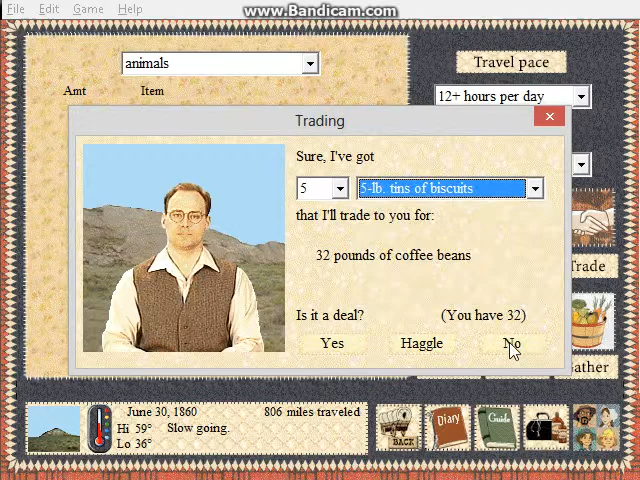 File Edit Game Help
www.Bandicam.com
animals
Travel pace
Amt Item
12+ hours per day
Trading
Sure, I've got
5 5-lb. tins of biscuits
that I'll trade to you for:
32 pounds of coffee beans
Trade
Is it a deal? (You have 32)
Yes Haggle No
ather
June 30, 1860 806 miles traveled
Hi 59° Slow going.
Lo 36°
BACK
Diary
Guide